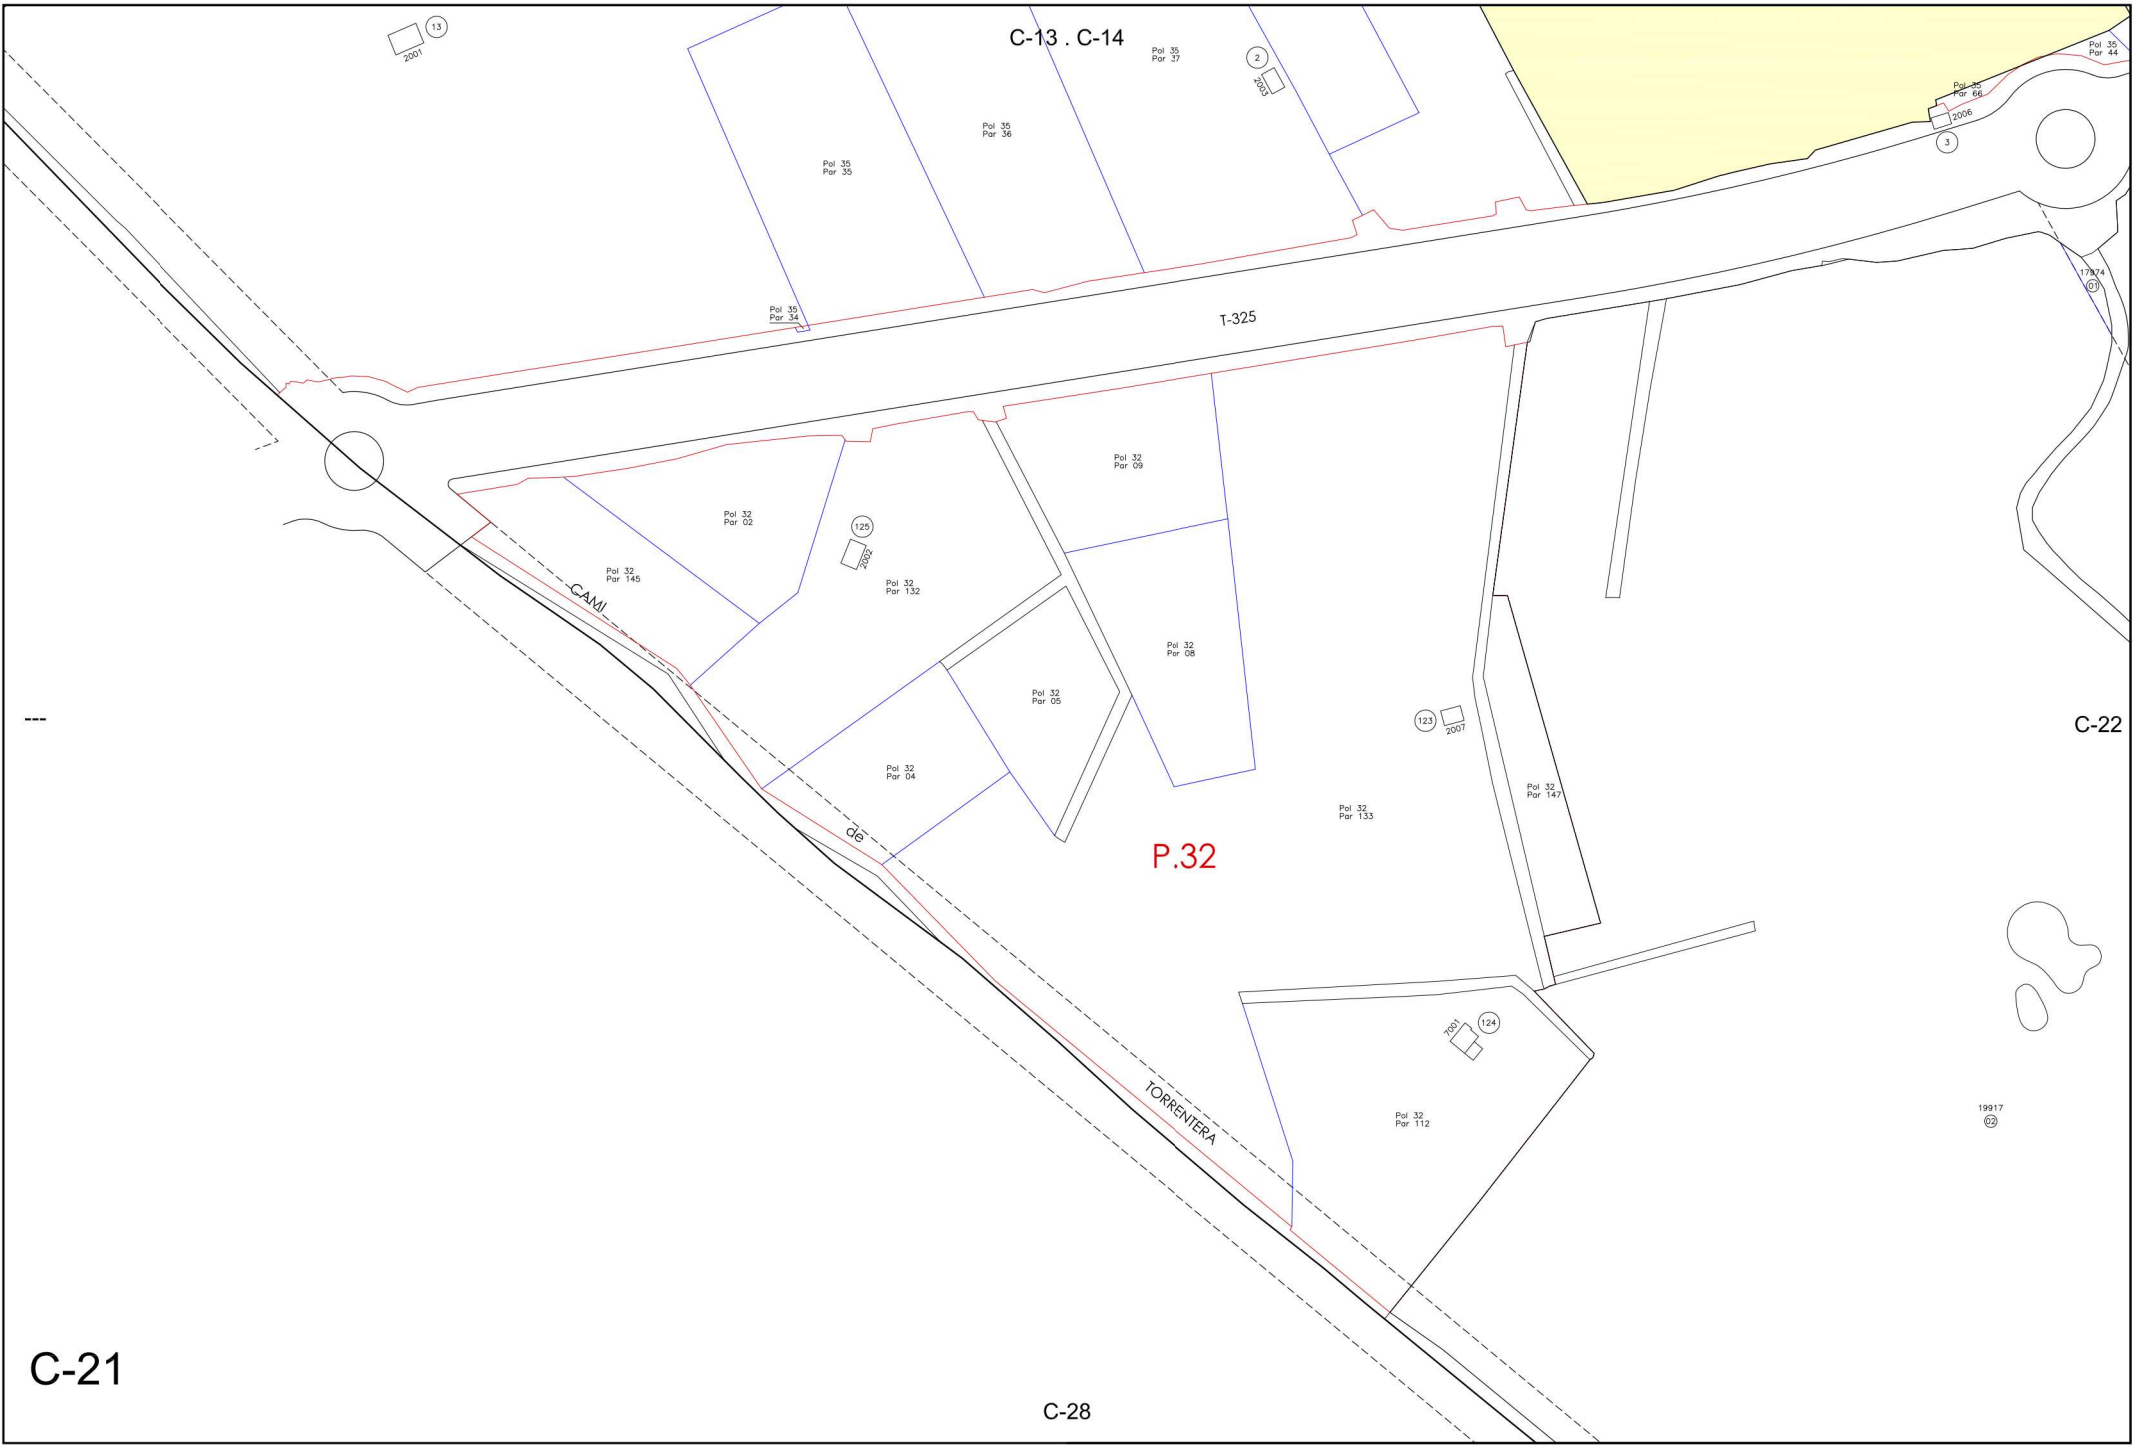 13
2001
C-13 . C-14
Pol 35
Par 37
2
2003
Pol 35
Par 44
Pol 35
Par 66
2006
3
Pol 35
Par 36
Pol 35
Par 35
17974
01
Pol 35
Par 34
T-325
Pol 32
Par 09
Pol 32
Par 02
125
2002
Pol 32
Par 145
Pol 32
Par 132
CAMI
Pol 32
Par 08
Pol 32
Par 05
---
123
2007
C-22
Pol 32
Par 04
Pol 32
Par 147
Pol 32
Par 133
de
P.32
7001
124
TORRENTERA
Pol 32
Par 112
19917
02
C-21
C-28